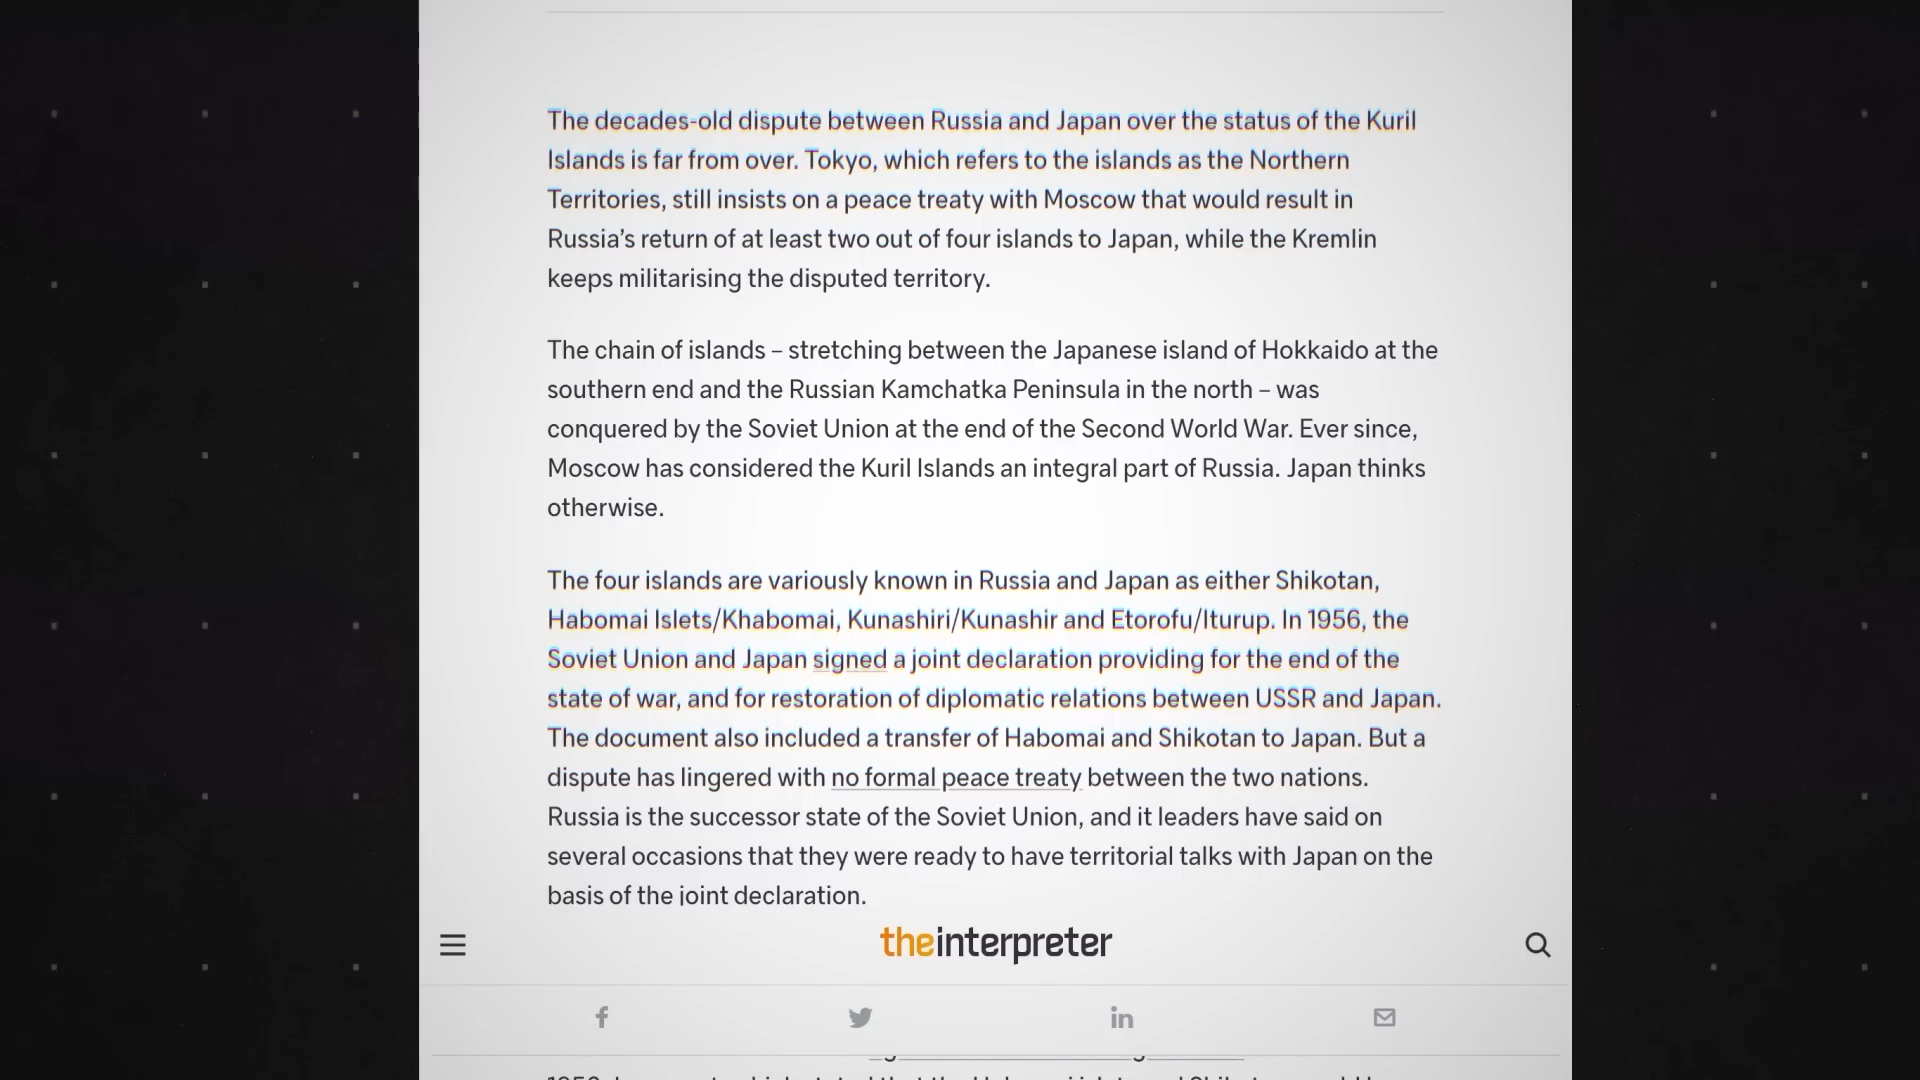 The decades-old dispute between Russia and Japan over the status of the Kuril
Islands is far from over. Tokyo, which refers to the islands as the Northern
Territories, still insists on a peace treaty with Moscow that would result in
Russia’s return of at least two out of four islands to Japan, while the Kremlin
keeps militarising the disputed territory.
The chain of islands – stretching between the Japanese island of Hokkaido at the
southern end and the Russian Kamchatka Peninsula in the north – was
conquered by the Soviet Union at the end of the Second World War. Ever since,
Moscow has considered the Kuril Islands an integral part of Russia. Japan thinks
otherwise.
The four islands are variously known in Russia and Japan as either Shikotan,
Habomai Islets/Khabomai, Kunashiri/Kunashir and Etorofu/Iturup. In 1956, the
Soviet Union and Japan signed a joint declaration providing for the end of the
state of war, and for restoration of diplomatic relations between USSR and Japan.
The document also included a transfer of Habomai and Shikotan to Japan. But a
dispute has lingered with no formal peace treaty between the two nations.
Russia is the successor state of the Soviet Union, and it leaders have said on
several occasions that they were ready to have territorial talks with Japan on the
basis of the joint declaration.
theinterpreter